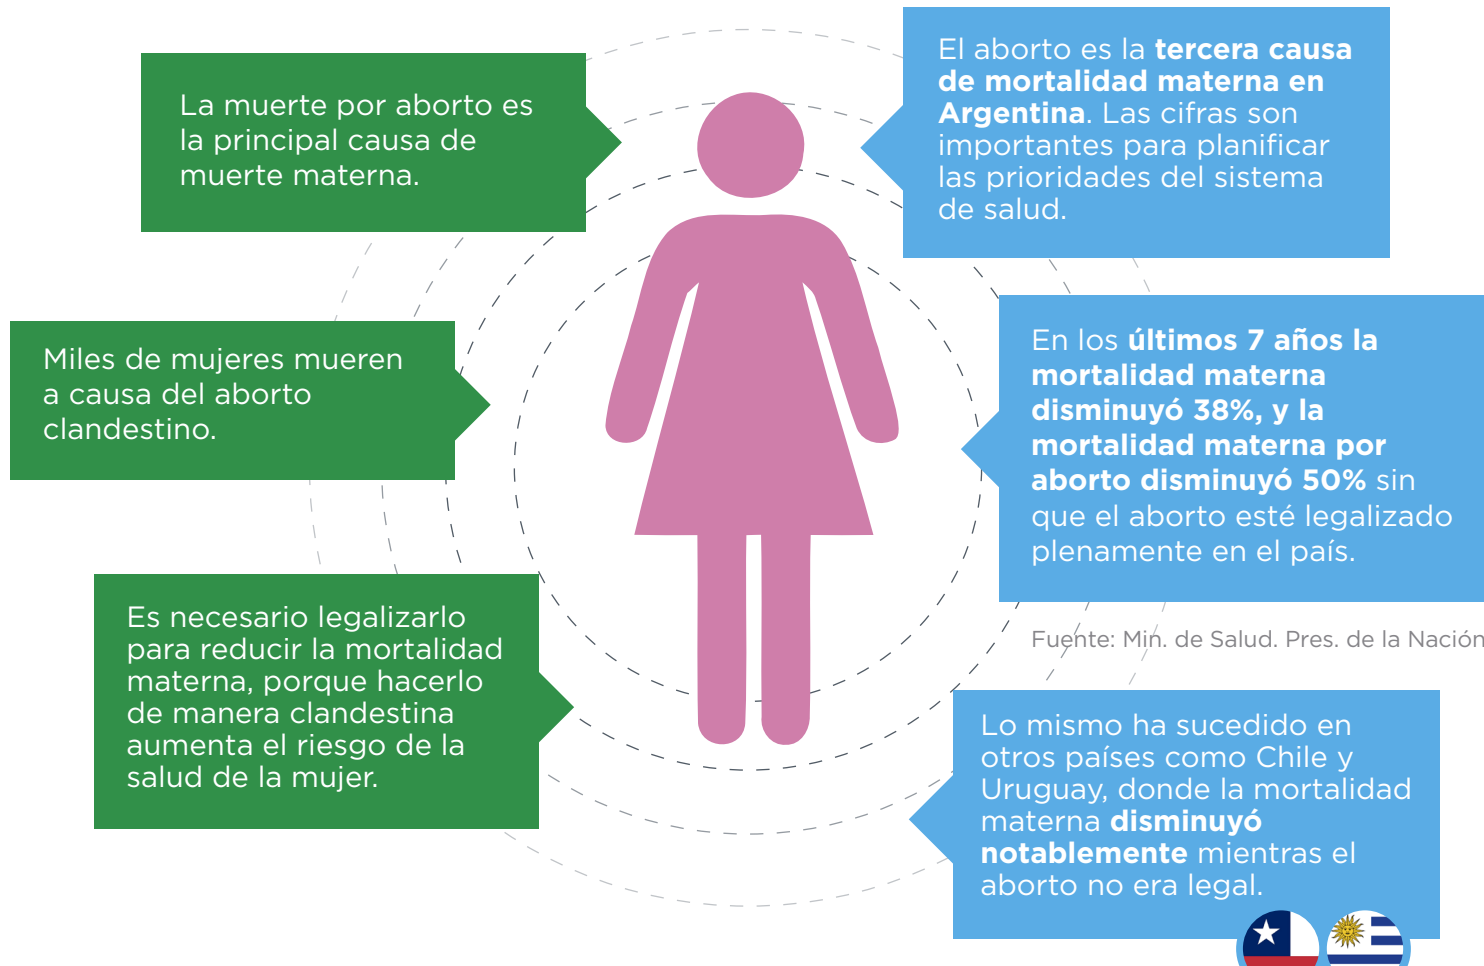 La muerte por aborto es
la principal causa de
muerte materna.
El aborto es la tercera causa
de mortalidad materna en
Argentina. Las cifras son
importantes para planificar
las prioridades del sistema
de salud.
Miles de mujeres mueren
a causa del aborto
clandestino.
En los últimos 7 años la
mortalidad materna
disminuyó 38%, y la
mortalidad materna por
aborto disminuyó 50% sin
que el aborto esté legalizado
plenamente en el país.
Fuente: Min. de Salud. Pres. de la Nación
Es necesario legalizarlo
para reducir la mortalidad
materna, porque hacerlo
de manera clandestina
aumenta el riesgo de la
salud de la mujer.
Lo mismo ha sucedido en
otros países como Chile y
Uruguay, donde la mortalidad
materna disminuyó
notablemente mientras el
aborto no era legal.